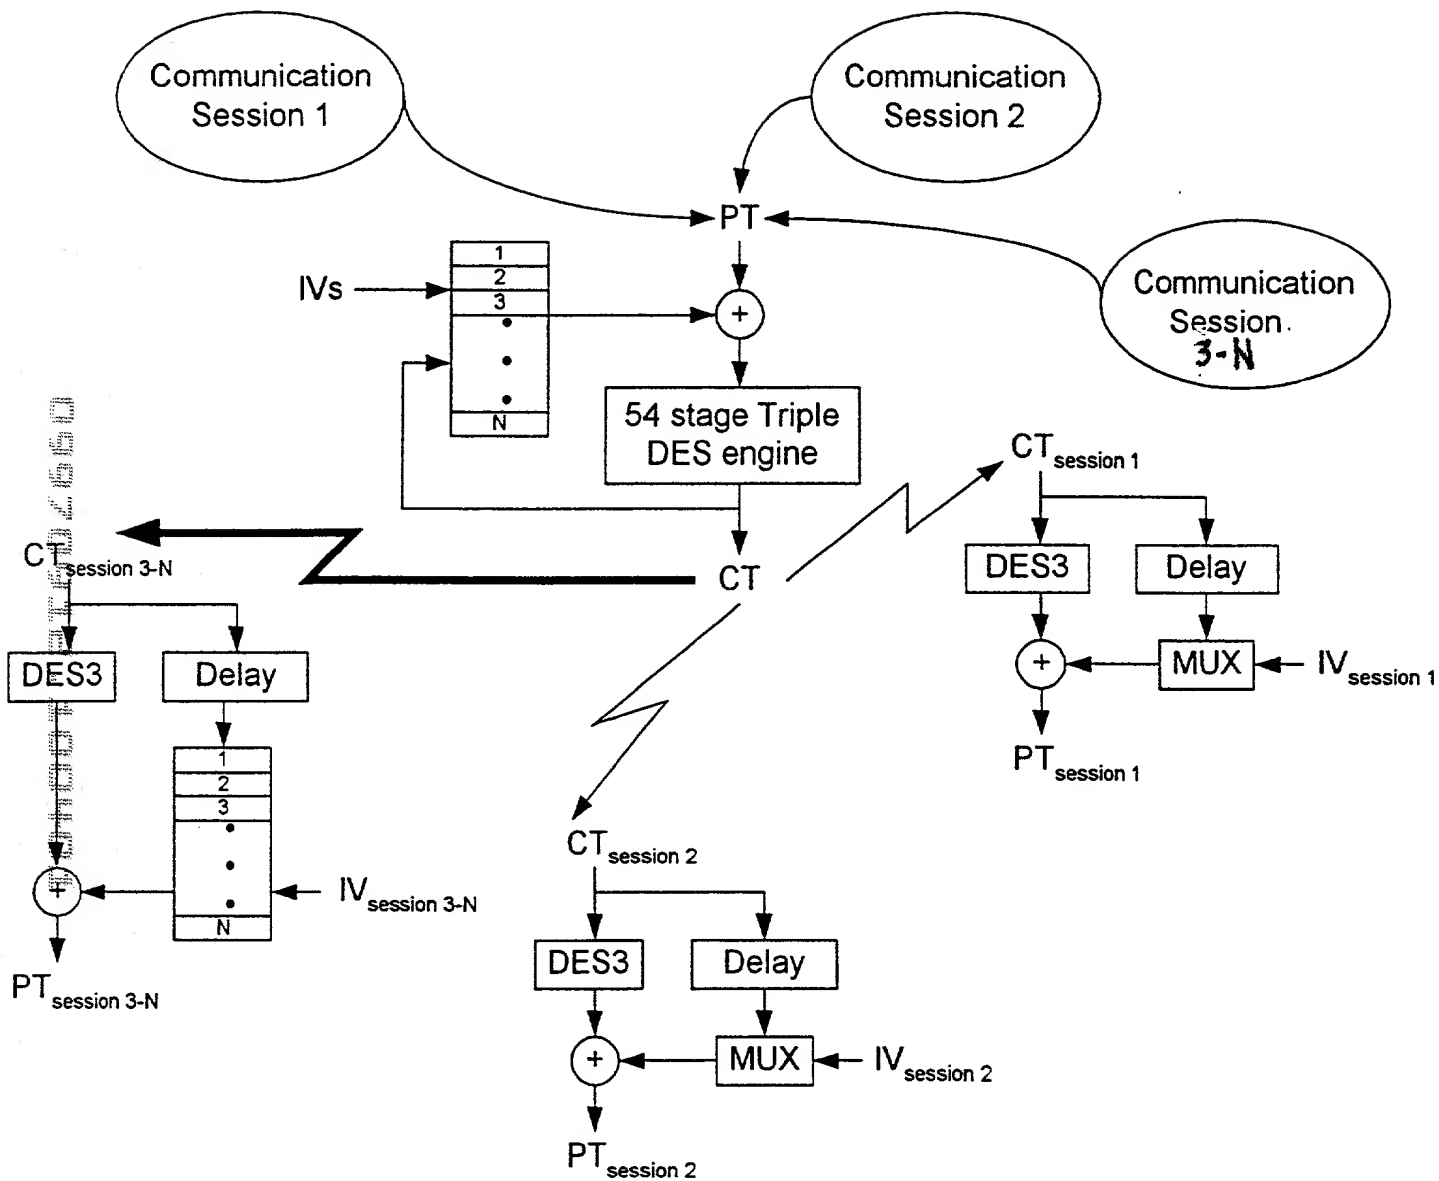 Communication
Session 1
Communication
Session 2
PT
Communication
Session
3-N
IVs
1
2
3
N
+
54 stage Triple
DES engine
CT
CT session 1
DES3
Delay
+
MUX
IV session 1
PT session 1
CT session 3-N
DES3
Delay
1
2
3
N
+
IV session 3-N
PT session 3-N
CT session 2
DES3
Delay
+
MUX
IV session 2
PT session 2